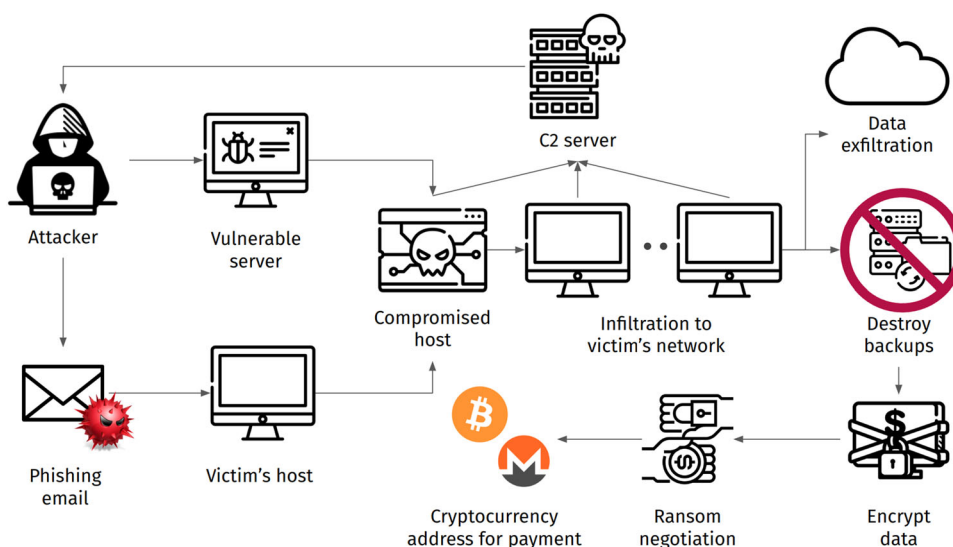 C2 server
Data
exfiltration
Attacker
Vulnerable
server
Compromised
host
Infiltration to
victim's network
Destroy
backups
Phishing
email
Victim's host
Cryptocurrency
address for payment
Ransom
negotiation
Encrypt
data